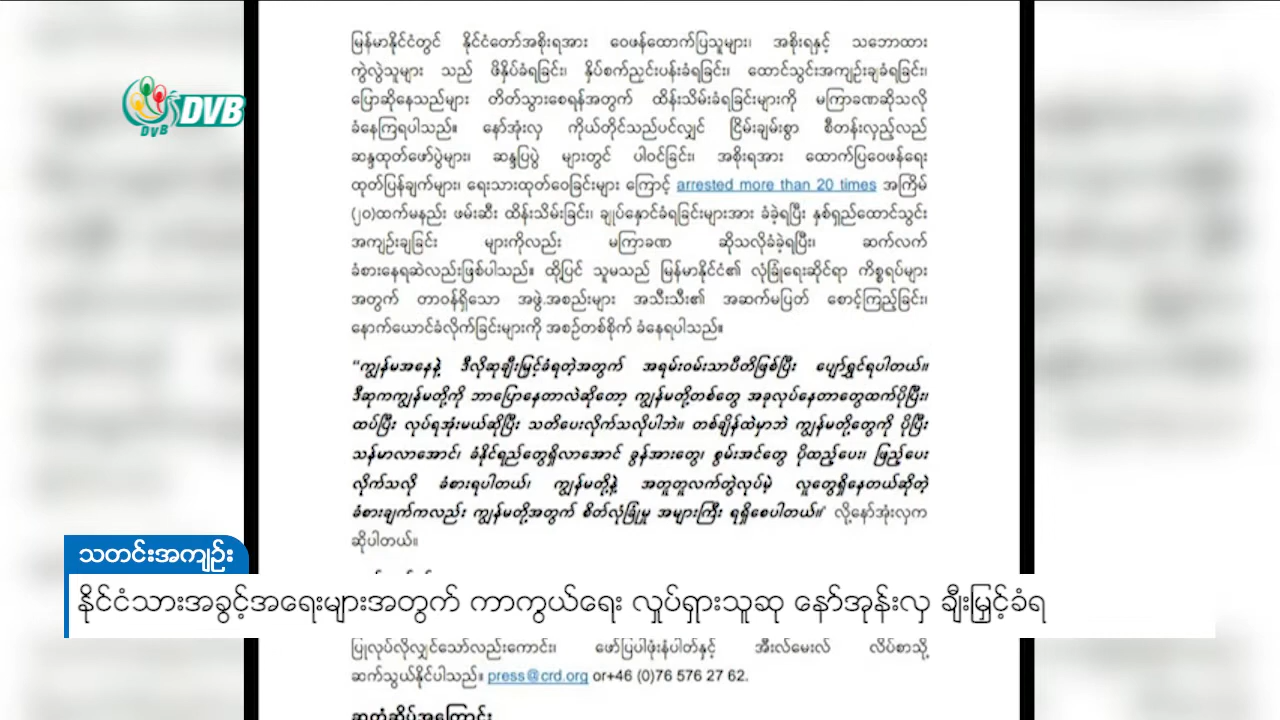 မြန်မာနိုင်ငံတွင် နိုင်ငံတော်အစိုးရအား ဝေဖန်ထောက်ပြသူများ၊ အစိုးရနှင့် သဘောထား
ကွဲလွဲသူများ သည် ဖိနှိပ်ခံရခြင်း၊ နှိပ်စက်ညှင်းပန်းခံရခြင်း၊ ထောင်သွင်းအကျဉ်းချခံရခြင်း၊
DVB
DVB
ပြောဆိုနေသည်များ တိတ်သွားစေရန်အတွက် ထိန်းသိမ်းခံရခြင်းများကို မကြာခဏဆိုသလို
ခံနေကြရပါသည်။ နော်အုံးလှ ကိုယ်တိုင်သည်ပင်လျှင် ငြိမ်းချမ်းစွာ စီတန်းလှည့်လည်
ဆန္ဒထုတ်ဖော်ပွဲများ၊ ဆန္ဒပြပွဲ များတွင် ပါဝင်ခြင်း၊ အစိုးရအား ထောက်ပြဝေဖန်ရေး
ထုတ်ပြန်ချက်များ၊ ရေးသားထုတ်ဝေခြင်းများ ကြောင့် arrested more than 20 times အကြိမ်
(၂၀)ထက်မနည်း ဖမ်းဆီး ထိန်းသိမ်းခြင်း၊ ချုပ်နှောင်ခံရခြင်းများအား ခံခဲ့ရပြီး နှစ်ရှည်ထောင်သွင်း
အကျဉ်းချခြင်း များကိုလည်း မကြာခဏ ဆိုသလိုခံခဲ့ရပြီး၊ ဆက်လက်
ခံစားနေရဆဲလည်းဖြစ်ပါသည်။ ထို့ပြင် သူမသည် မြန်မာနိုင်ငံ၏ လုံခြုံရေးဆိုင်ရာ ကိစ္စရပ်များ
အတွက် တာဝန်ရှိသော အဖွဲ့အစည်းများ အသီးသီး၏ အဆက်မပြတ် စောင့်ကြည့်ခြင်း၊
နောက်ယောင်ခံလိုက်ခြင်းများကို အစဉ်တစ်စိုက် ခံနေရပါသည်။
“ကျွန်မအနေနဲ့ ဒီလိုဆုချီးမြှင့်ခံရတဲ့အတွက် အရမ်းဝမ်းသာပီတိဖြစ်ပြီး ပျော်ရွှင်ရပါတယ်။
ဒီဆုကကျွန်မတို့ကို ဘာပြောနေတာလဲဆိုတော့ ကျွန်မတို့တစ်တွေ အခုလုပ်နေတာတွေထက်ပိုပြီး၊
ထပ်ပြီး လုပ်ရအုံးမယ်ဆိုပြီး သတိပေးလိုက်သလိုပါဘဲ။ တစ်ချိန်ထဲမှာဘဲ ကျွန်မတို့တွေကို ပိုပြီး
သန်မာလာအောင်၊ ခံနိုင်ရည်တွေရှိလာအောင် ခွန်အားတွေ၊ စွမ်းအင်တွေ ပိုထည့်ပေး၊ ဖြည့်ပေး
လိုက်သလို ခံစားရပါတယ်၊ ကျွန်မတို့နဲ့ အတူတူလက်တွဲလုပ်မဲ့ လူတွေရှိနေတယ်ဆိုတဲ့
ခံစားချက်ကလည်း ကျွန်မတို့အတွက် စိတ်လုံခြုံမှု အများကြီး ရရှိစေပါတယ်။” လို့နော်အုံးလှက
ဆိုပါတယ်။
သတင်းအကျဉ်း
နိုင်ငံသားအခွင့်အရေးများအတွက် ကာကွယ်ရေး လှုပ်ရှားသူဆု နော်အုန်းလှ ချီးမြှင့်ခံရ
ပြုလုပ်လိုလျှင်သော်လည်းကောင်း၊ ဖော်ပြပါဖုံးနံပါတ်နှင့် အီးလ်မေးလ် လိပ်စာသို့
ဆက်သွယ်နိုင်ပါသည်။ press@crd.org or+46 (0)76 576 27 62.
ဆုတံဆိပ်အကြောင်း